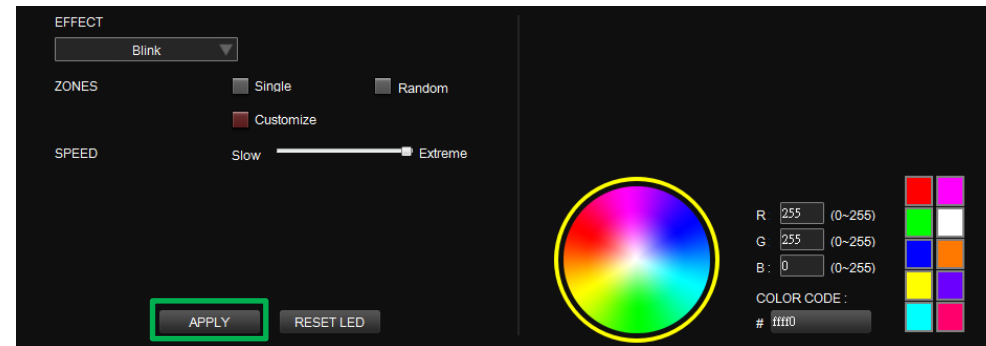 EFFECT
Blink
ZONES Single Random
Customize
SPEED Slow Extreme
R 255 (0~255)
G 255 (0~255)
B: 0 (0~255)
COLOR CODE :
# ffff0
APPLY RESET LED